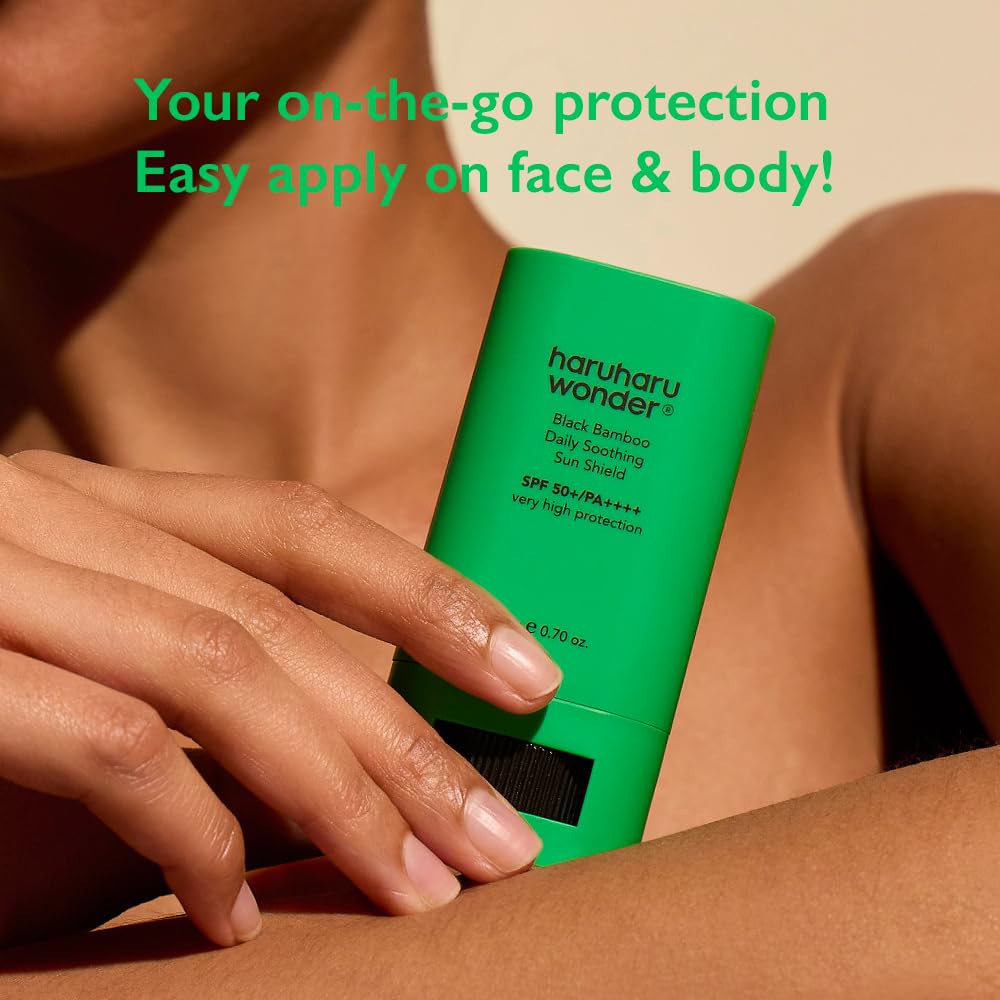 Your on-the-go protection
Easy apply on face & body!
haruharu
wonder®
Black Bamboo
Daily Soothing
Sun Shield
SPF 50+/PA++++
very high protection
℮ 0.70 oz.